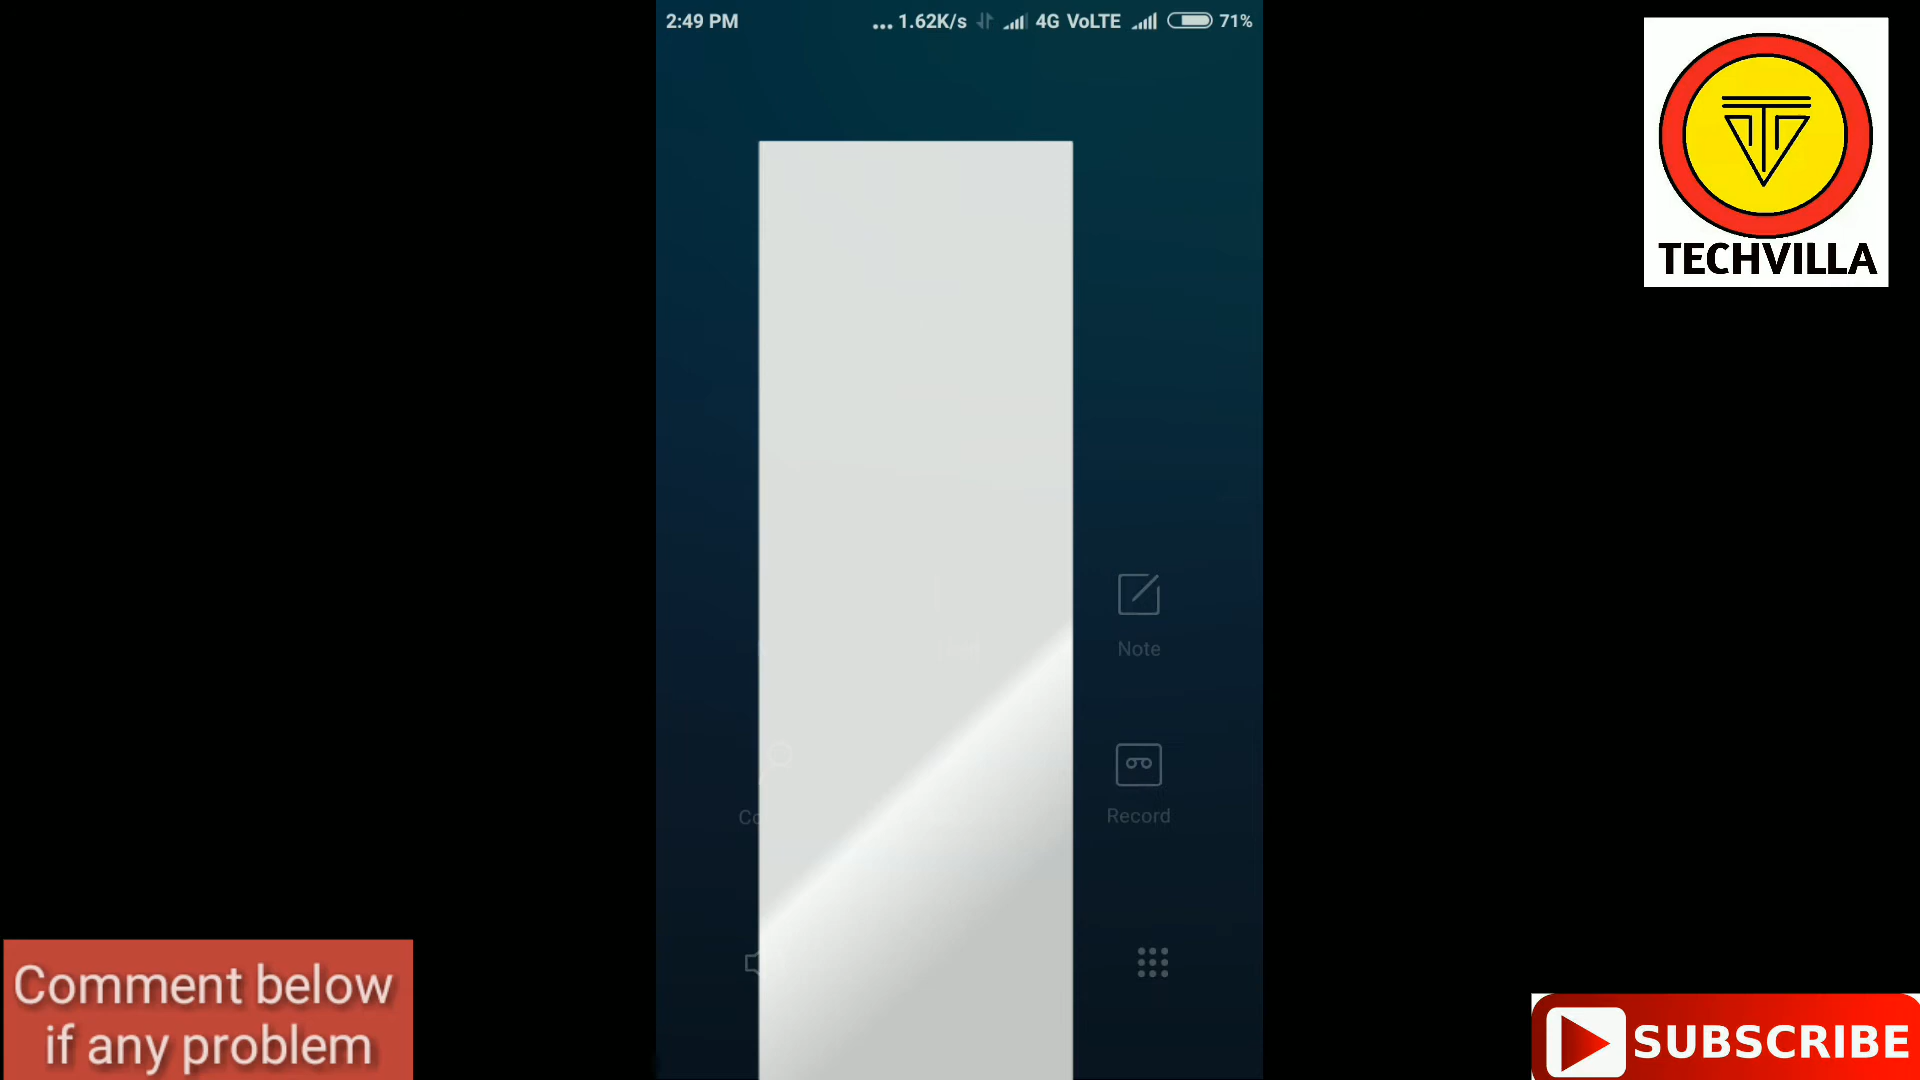 2:49 PM
... 1.62K/s 4G VoLTE 71%
TECHVILLA
Note
Record
Comment below
if any problem
SUBSCRIBE